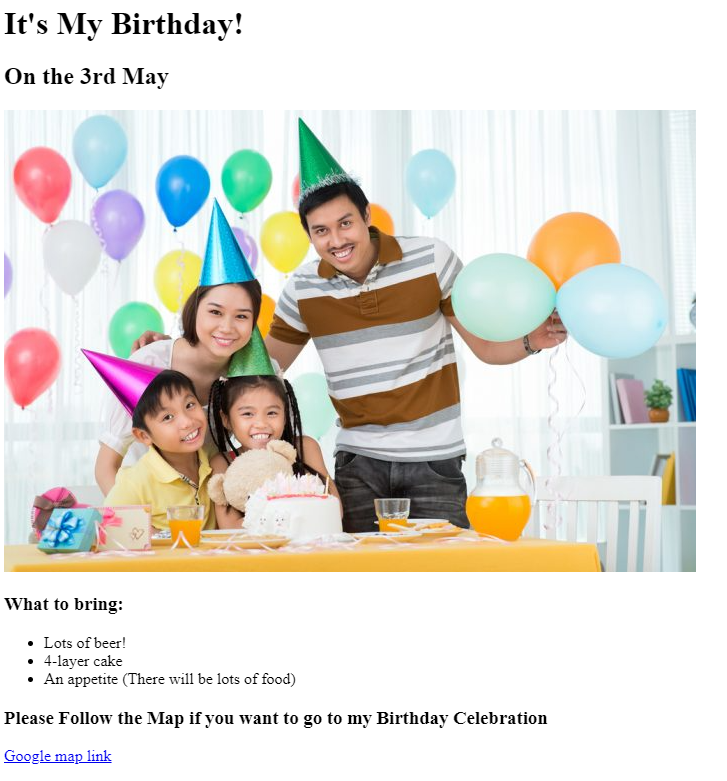 It's My Birthday!
On the 3rd May
What to bring:
Lots of beer!
4-layer cake
An appetite (There will be lots of food)
Please Follow the Map if you want to go to my Birthday Celebration
Google map link